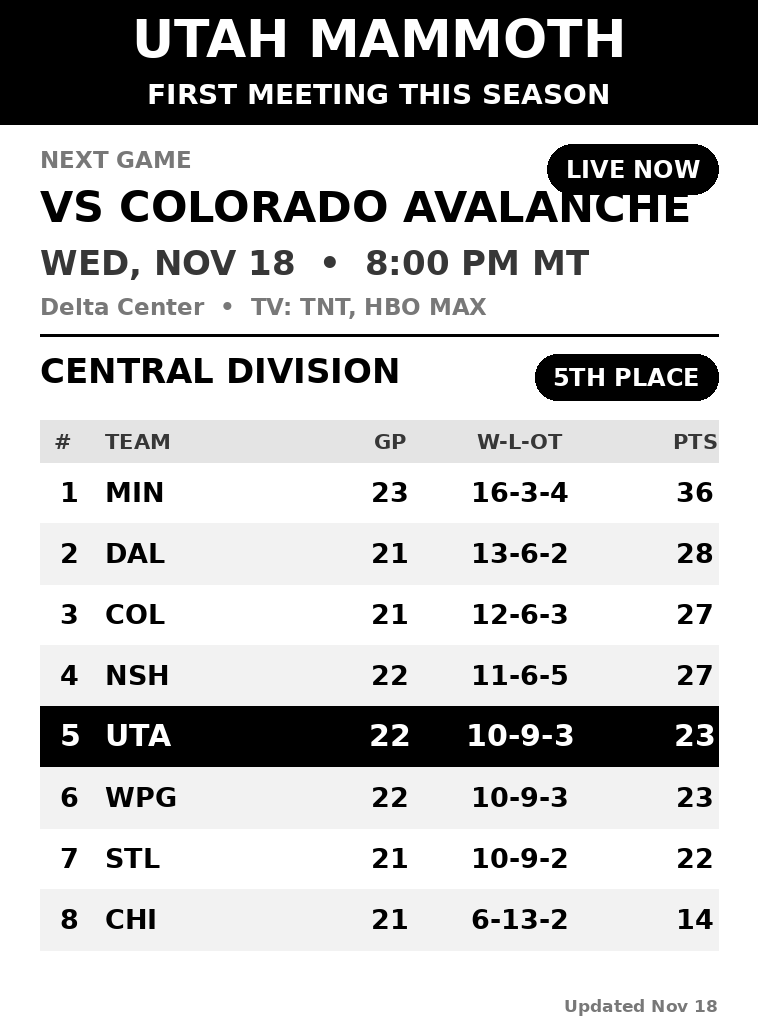 UTAH MAMMOTH
FIRST MEETING THIS SEASON
NEXT GAME
LIVE NOW
VS COLORADO AVALANCHE
WED, NOV 18 • 8:00 PM MT
Delta Center • TV: TNT, HBO MAX
CENTRAL DIVISION
5TH PLACE
# TEAM GP W-L-OT PTS
1 MIN 23 16-3-4 36
2 DAL 21 13-6-2 28
3 COL 21 12-6-3 27
4 NSH 22 11-6-5 27
5 UTA 22 10-9-3 23
6 WPG 22 10-9-3 23
7 STL 21 10-9-2 22
8 CHI 21 6-13-2 14
Updated Nov 18